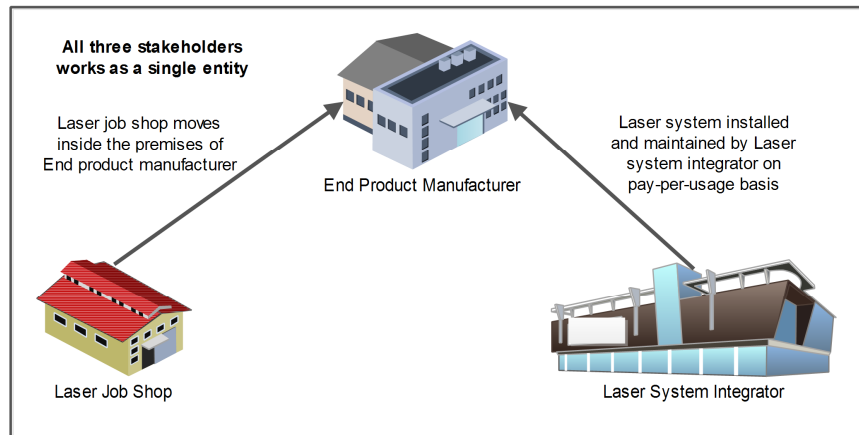 All three stakeholders
works as a single entity
Laser job shop moves
inside the premises of
End product manufacturer
Laser system installed
and maintained by Laser
system integrator on
pay-per-usage basis
End Product Manufacturer
Laser Job Shop
Laser System Integrator